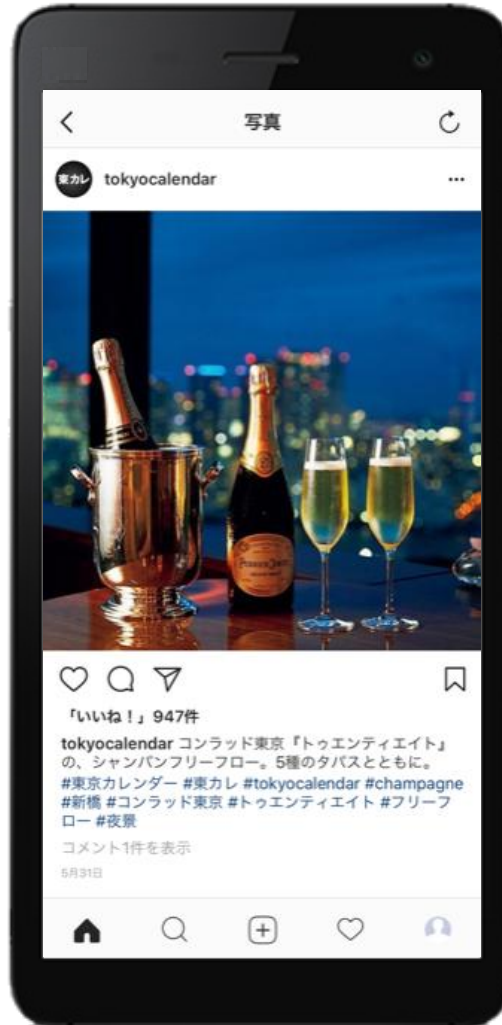 写真
東カレ
tokyocalendar
PERRIER-JOUËT
「いいね！」947件
tokyocalendar コンラッド東京『トゥエンティエイト』
の、シャンパンフリーフロー。5種のタパスとともに。
#東京カレンダー #東カレ #tokyocalendar #champagne
#新橋 #コンラッド東京 #トゥエンティエイト #フリーフ
ロー #夜景
コメント1件を表示
5月31日